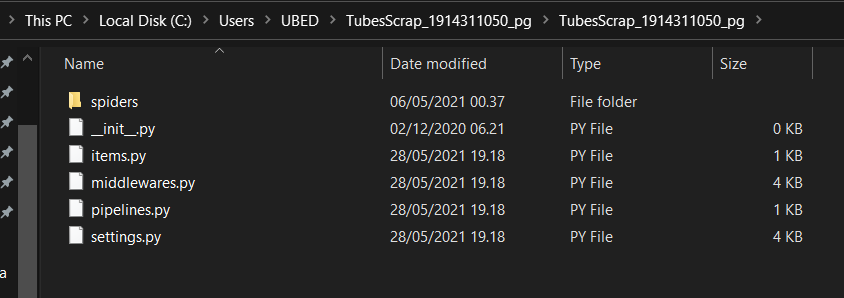 This PC > Local Disk (C:) > Users > UBED > TubesScrap_1914311050_pg > TubesScrap_1914311050_pg >
Name Date modified Type Size
spiders 06/05/2021 00.37 File folder
__init__.py 02/12/2020 06.21 PY File 0 KB
items.py 28/05/2021 19.18 PY File 1 KB
middlewares.py 28/05/2021 19.18 PY File 4 KB
pipelines.py 28/05/2021 19.18 PY File 1 KB
settings.py 28/05/2021 19.18 PY File 4 KB
a